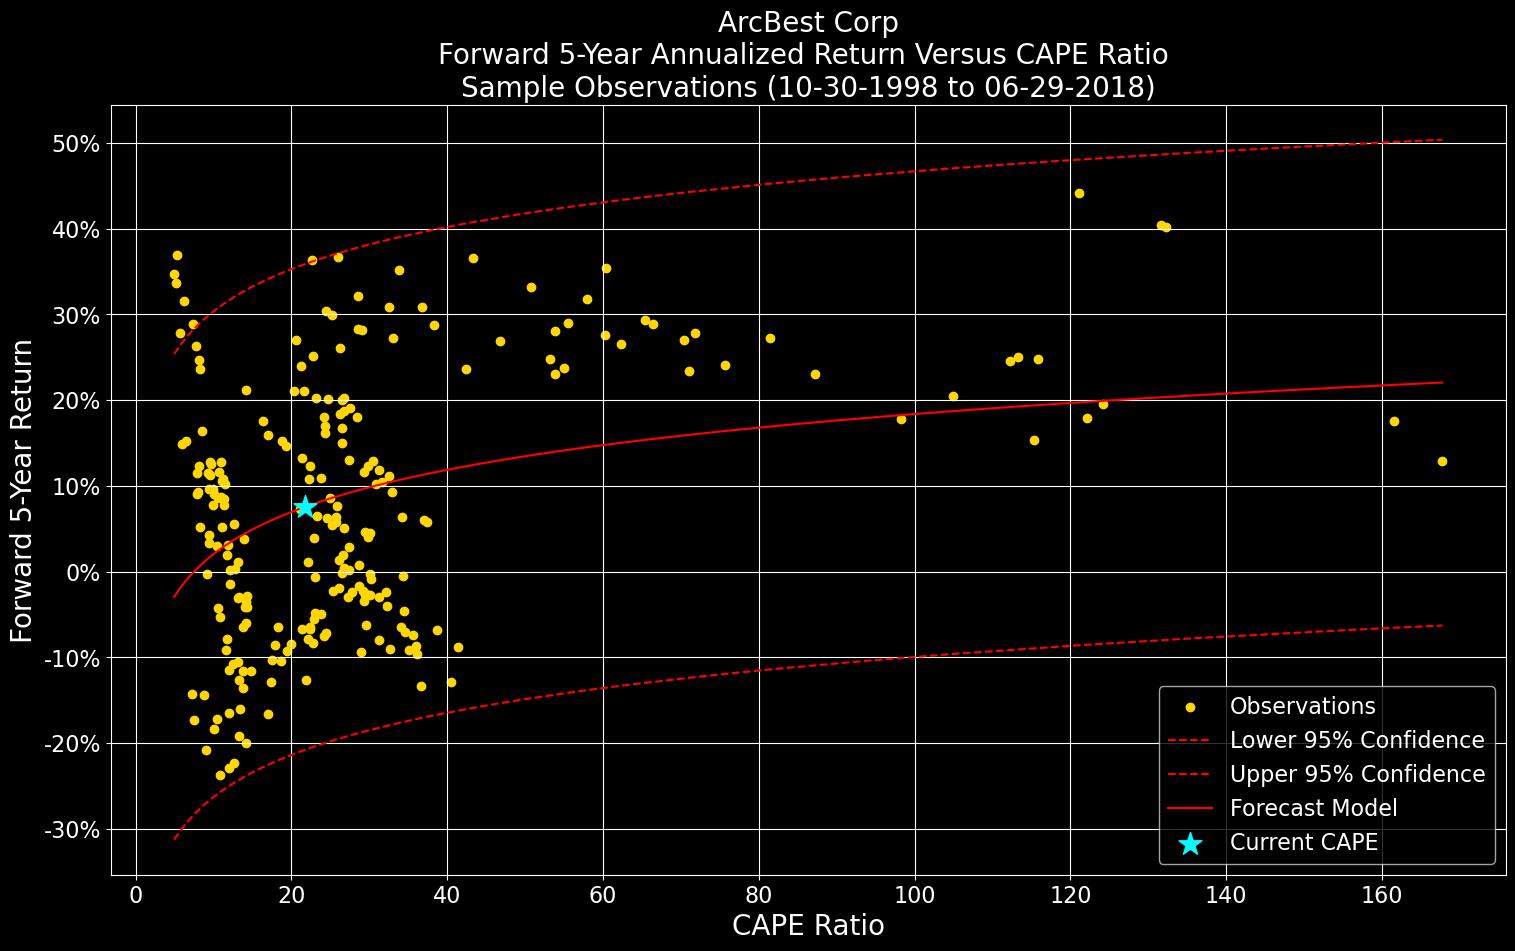 ArcBest Corp
Forward 5-Year Annualized Return Versus CAPE Ratio
Sample Observations (10-30-1998 to 06-29-2018)
Forward 5-Year Return
50%
40%
30%
20%
10%
0%
-10%
-20%
-30%
Observations
Lower 95% Confidence
Upper 95% Confidence
Forecast Model
Current CAPE
0 20 40 60 80 100 120 140 160
CAPE Ratio